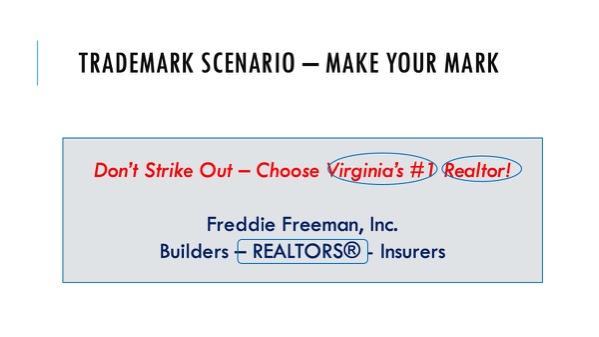 TRADEMARK SCENARIO – MAKE YOUR MARK
Don't Strike Out – Choose Virginia's #1 Realtor!
Freddie Freeman, Inc.
Builders – REALTORS® - Insurers